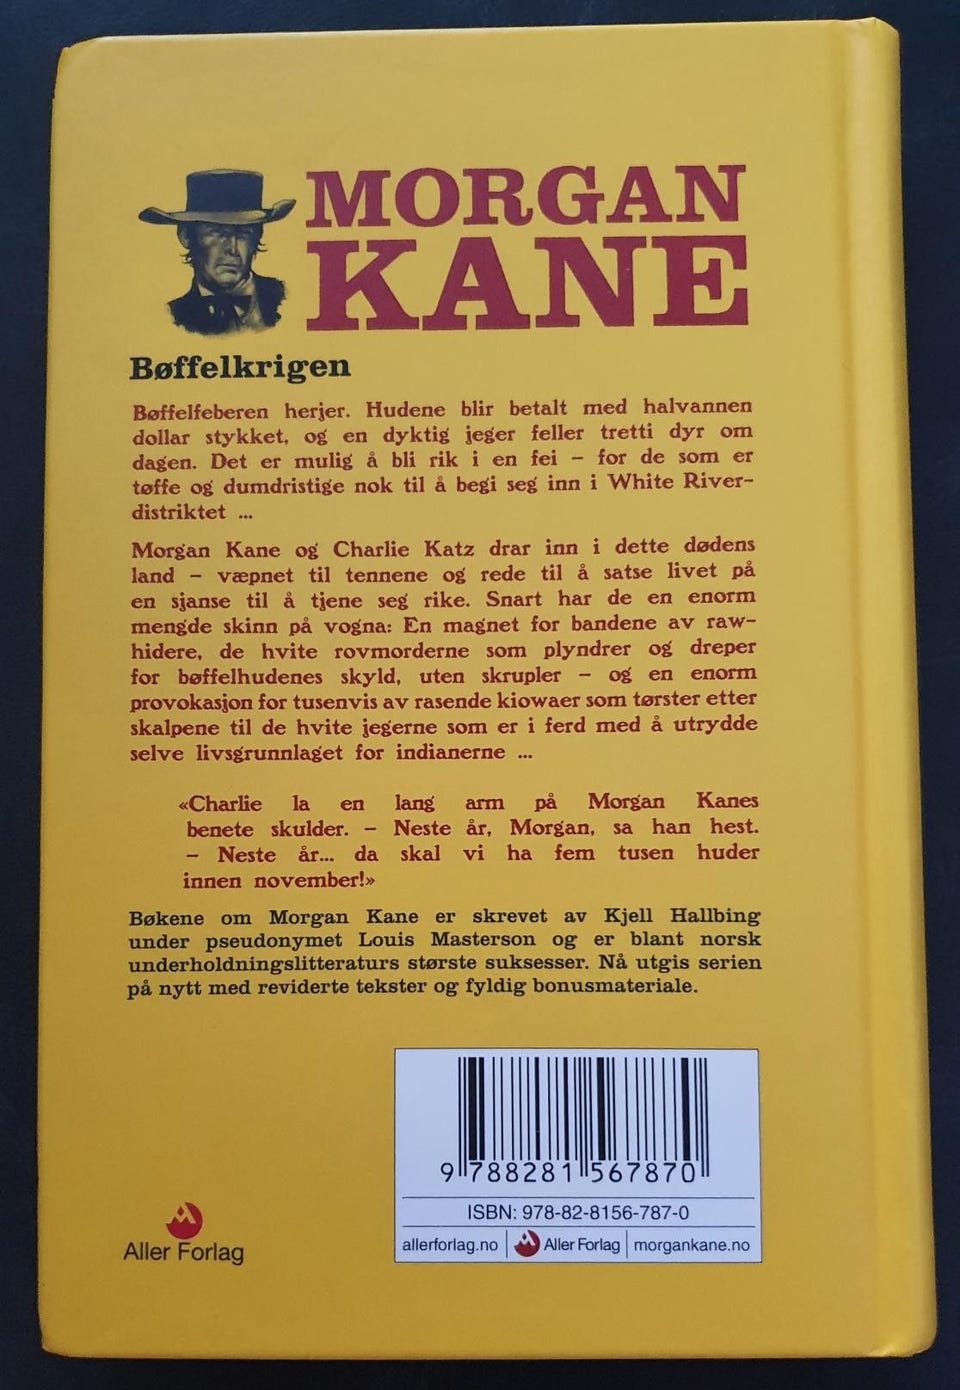 MORGAN
KANE
Bøffelkrigen
Bøffelfeberen herjer. Hudene blir betalt med halvannen
dollar stykket, og en dyktig jeger feller tretti dyr om
dagen. Det er mulig å bli rik i en fei – for de som er
tøffe og dumdristige nok til å begi seg inn i White River-
distriktet ...
Morgan Kane og Charlie Katz drar inn i dette dødens
land – væpnet til tennene og rede til å satse livet på
en sjanse til å tjene seg rike. Snart har de en enorm
mengde skinn på vogna: En magnet for bandene av raw-
hidere, de hvite rovmorderne som plyndrer og dreper
for bøffelhudenes skyld, uten skrupler – og en enorm
provokasjon for tusenvis av rasende kiowaer som tørster etter
skalpene til de hvite jegerne som er i ferd med å utrydde
selve livsgrunnlaget for indianerne ...
«Charlie la en lang arm på Morgan Kanes
benete skulder. – Neste år, Morgan, sa han hest.
– Neste år... da skal vi ha fem tusen huder
innen november!»
Bøkene om Morgan Kane er skrevet av Kjell Hallbing
under pseudonymet Louis Masterson og er blant norsk
underholdningslitteraturs største suksesser. Nå utgis serien
på nytt med reviderte tekster og fyldig bonusmateriale.
9 788281 567870
ISBN: 978-82-8156-787-0
allerforlag.no Aller Forlag morgankane.no
Aller Forlag